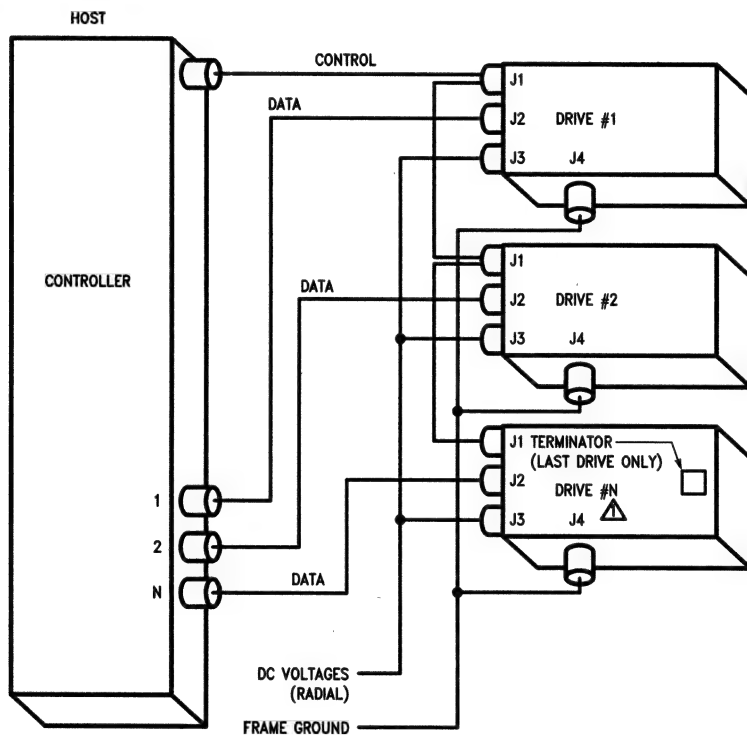 HOST
CONTROL
J1
DATA
J2 DRIVE #1
J3 J4
CONTROLLER
J1
DATA
J2 DRIVE #2
J3 J4
J1 TERMINATOR
(LAST DRIVE ONLY)
J2
DRIVE #N
J3 J4 1
1
2
N
DATA
DC VOLTAGES
(RADIAL)
FRAME GROUND